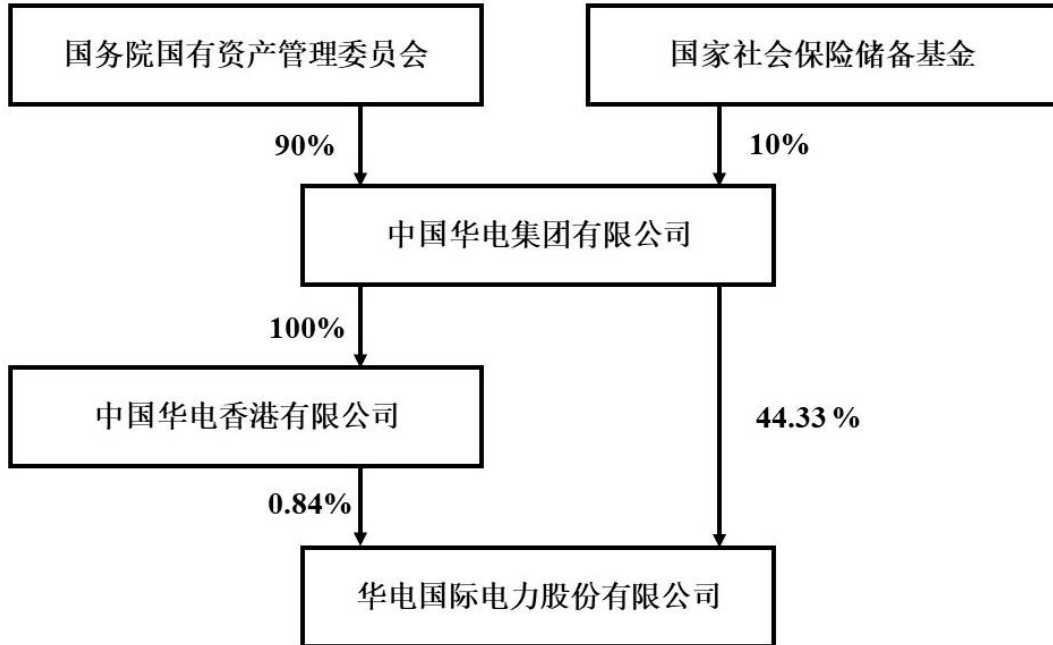 国务院国有资产管理委员会
国家社会保险储备基金
90%
10%
中国华电集团有限公司
100%
中国华电香港有限公司
44.33 %
0.84%
华电国际电力股份有限公司